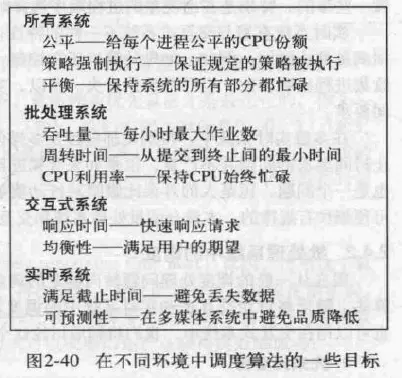 所有系统
公平——给每个进程公平的CPU份额
策略强制执行——保证规定的策略被执行
平衡——保持系统的所有部分都忙碌
批处理系统
吞吐量——每小时最大作业数
周转时间——从提交到终止间的最小时间
CPU利用率——保持CPU始终忙碌
交互式系统
响应时间——快速响应请求
均衡性——满足用户的期望
实时系统
满足截止时间——避免丢失数据
可预测性——在多媒体系统中避免品质降低
图2-40 在不同环境中调度算法的一些目标